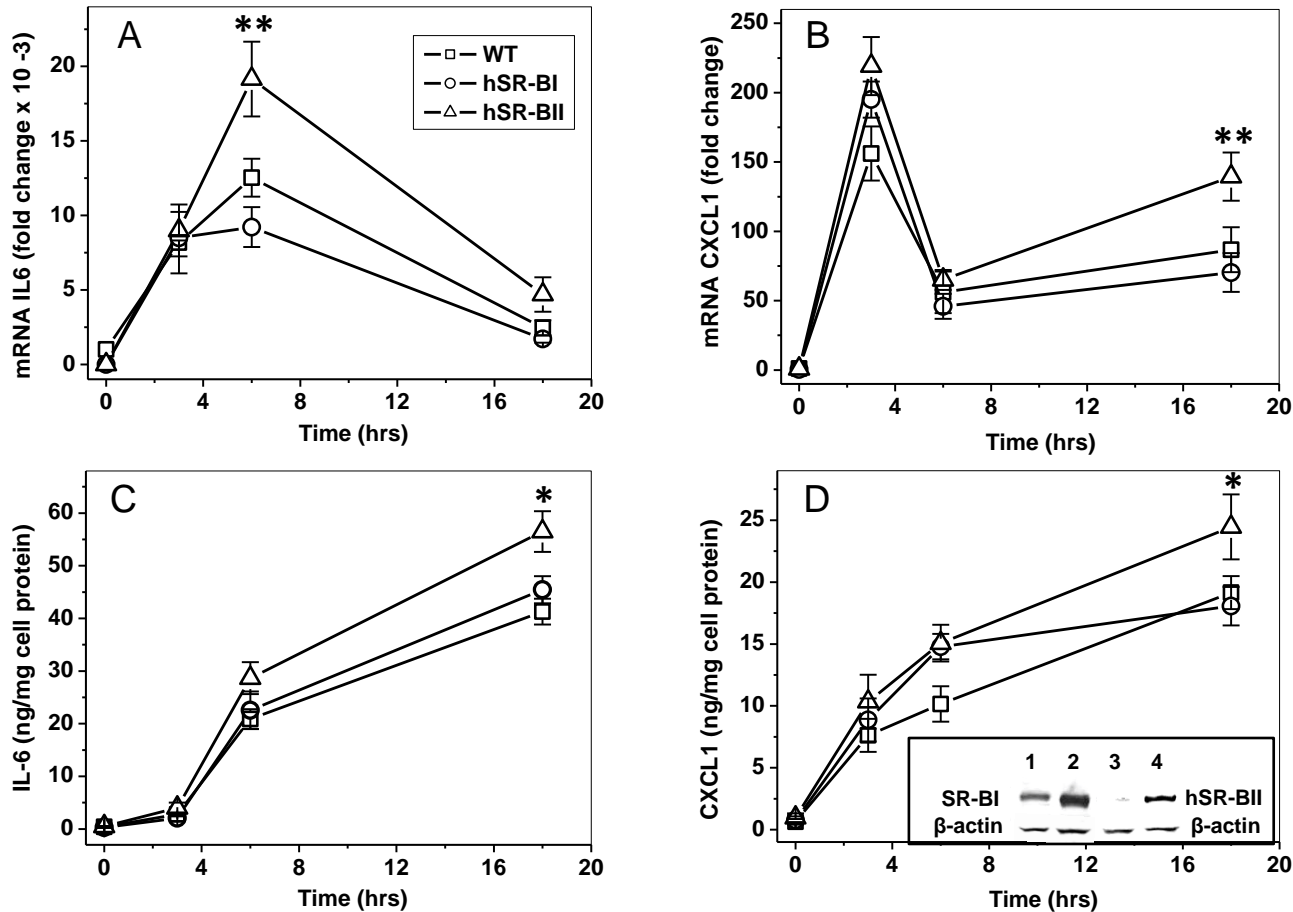 A
**
WT
hSR-BI
hSR-BII
mRNA IL6 (fold change x 10 -3)
20
15
10
5
0
0 4 8 12 16 20
Time (hrs)
B
**
mRNA CXCL1 (fold change)
250
200
150
100
50
0
0 4 8 12 16 20
Time (hrs)
C
*
IL-6 (ng/mg cell protein)
60
50
40
30
20
10
0
0 4 8 12 16 20
Time (hrs)
D
*
CXCL1 (ng/mg cell protein)
25
20
15
10
5
0
1 2 3 4
SR-BI hSR-BII
β-actin β-actin
0 4 8 12 16 20
Time (hrs)